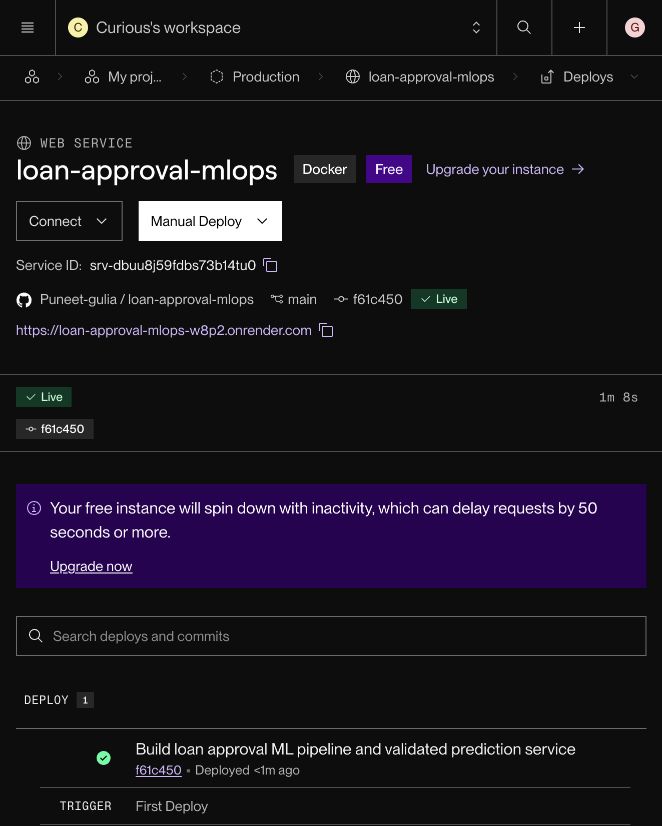 C Curious's workspace G
My proj... Production loan-approval-mlops Deploys
WEB SERVICE
loan-approval-mlops Docker Free Upgrade your instance →
Connect Manual Deploy
Service ID: srv-dbuu8j59fdbs73b14tu0
Puneet-gulia / loan-approval-mlops main f61c450 Live
https://loan-approval-mlops-w8p2.onrender.com
Live 1m 8s
f61c450
Your free instance will spin down with inactivity, which can delay requests by 50
seconds or more.
Upgrade now
Search deploys and commits
DEPLOY 1
Build loan approval ML pipeline and validated prediction service
f61c450 • Deployed <1m ago
TRIGGER First Deploy